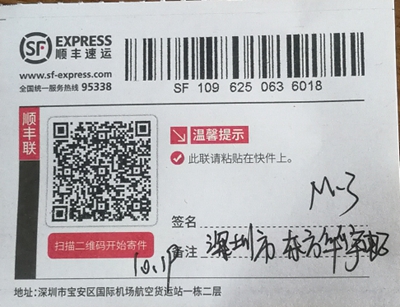 SF EXPRESS
顺丰速运
www.sf-express.com
全国统一服务热线 95338
SF 109 625 063 6018
顺丰联
温馨提示
此联请粘贴在快件上。
M-3
签名
扫描二维码开始寄件
备注 深圳市 东方华
10.19
地址:深圳市宝安区国际机场航空货运站一栋二层